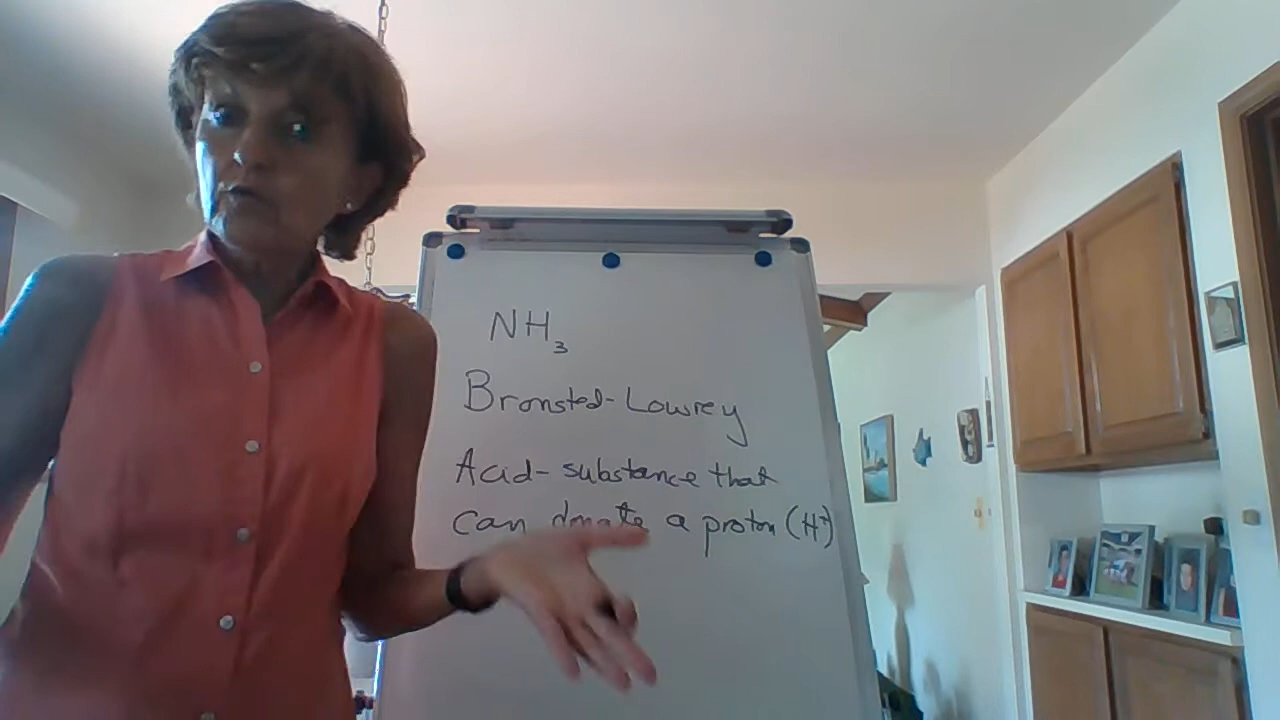 NH₃
Bronsted-Lowrey
Acid-substance that
can donate a proton (H⁺)